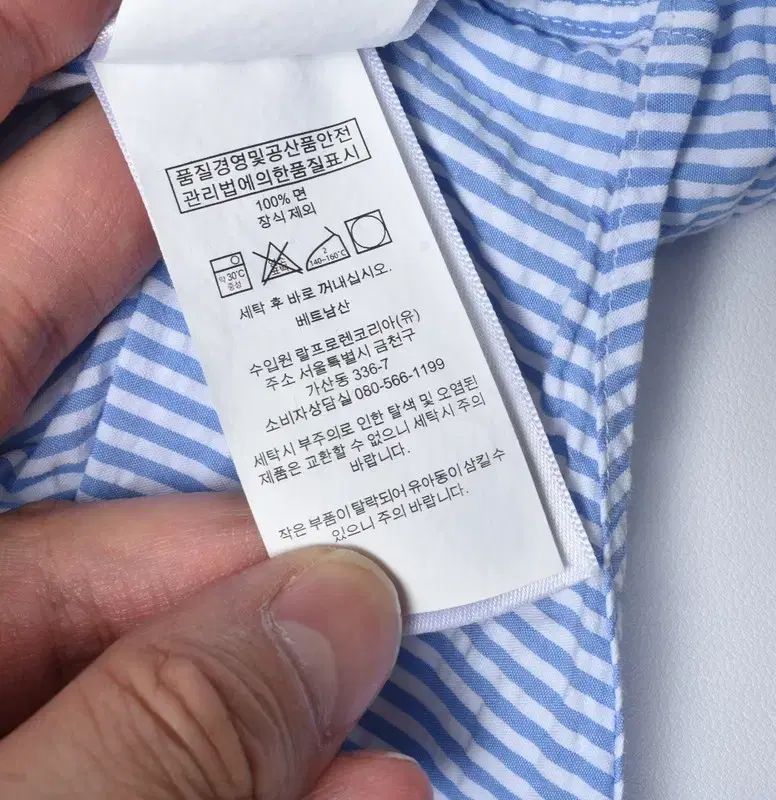 품질경영및공산품안전
관리법에의한품질표시
100% 면
장식 제외
약 30℃
중성
표백
2
140~160℃
세탁 후 바로 꺼내십시오.
베트남산
수입원 랄프로렌코리아(유)
주소 서울특별시 금천구
가산동 336-7
소비자상담실 080-566-1199
세탁시 부주의로 인한 탈색 및 오염된
제품은 교환할 수 없으니 세탁시 주의
바랍니다.
작은 부품이 탈락되어 유아동이 삼킬 수
있으니 주의 바랍니다.